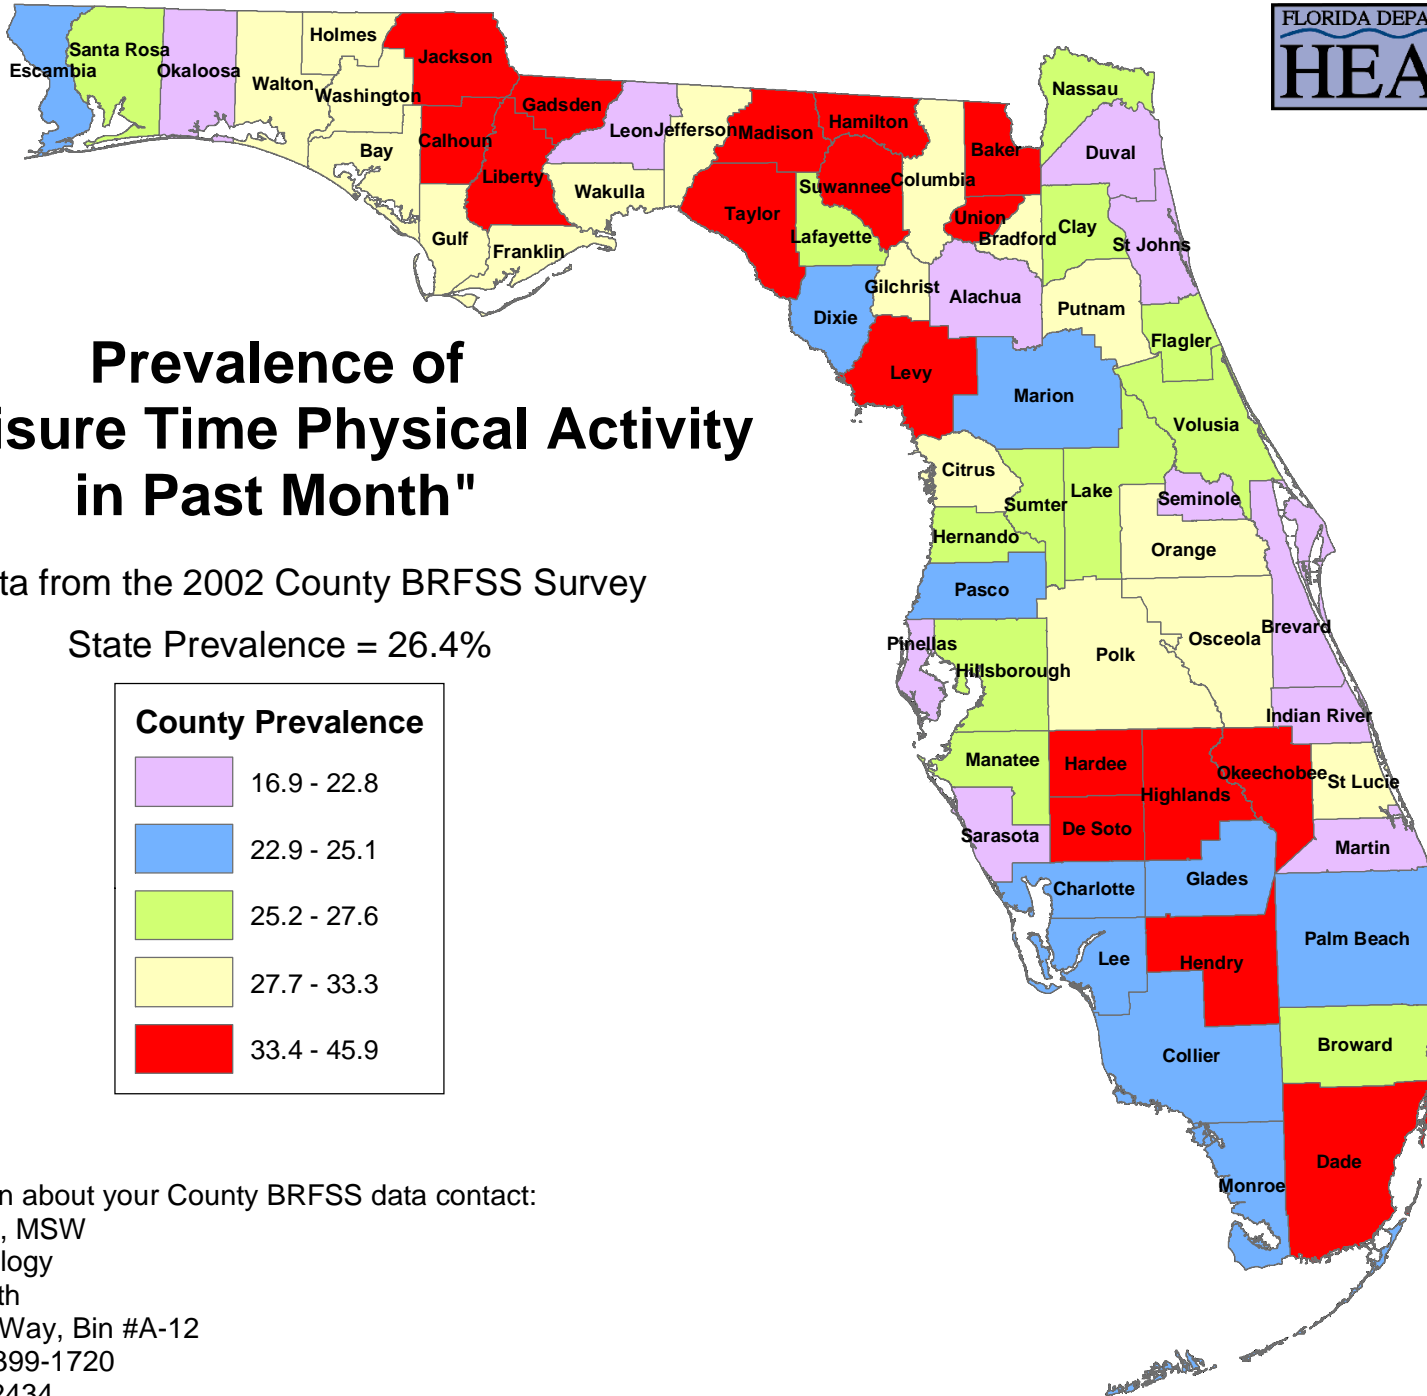 FLORIDA DEPA
HEA
Holmes
Jackson
Santa Rosa
Escambia
Okaloosa
Walton
Washington
Nassau
Gadsden
Hamilton
Leon
Jefferson
Madison
Calhoun
Baker
Duval
Bay
Liberty
Suwannee
Columbia
Wakulla
Taylor
Union
Clay
Lafayette
Bradford
St Johns
Gulf
Franklin
Gilchrist
Alachua
Putnam
Dixie
Flagler
Levy
Marion
Volusia
Citrus
Lake
Seminole
Sumter
Hernando
Orange
Pasco
Brevard
Osceola
Pinellas
Polk
Hillsborough
Indian River
Manatee
Hardee
Okeechobee
St Lucie
Highlands
De Soto
Sarasota
Martin
Glades
Charlotte
Palm Beach
Lee
Hendry
Broward
Collier
Dade
Monroe
Prevalence of
isure Time Physical Activity
in Past Month"
ta from the 2002 County BRFSS Survey
State Prevalence = 26.4%
County Prevalence
16.9 - 22.8
22.9 - 25.1
25.2 - 27.6
27.7 - 33.3
33.4 - 45.9
n about your County BRFSS data contact:
, MSW
logy
th
Way, Bin #A-12
399-1720
2434